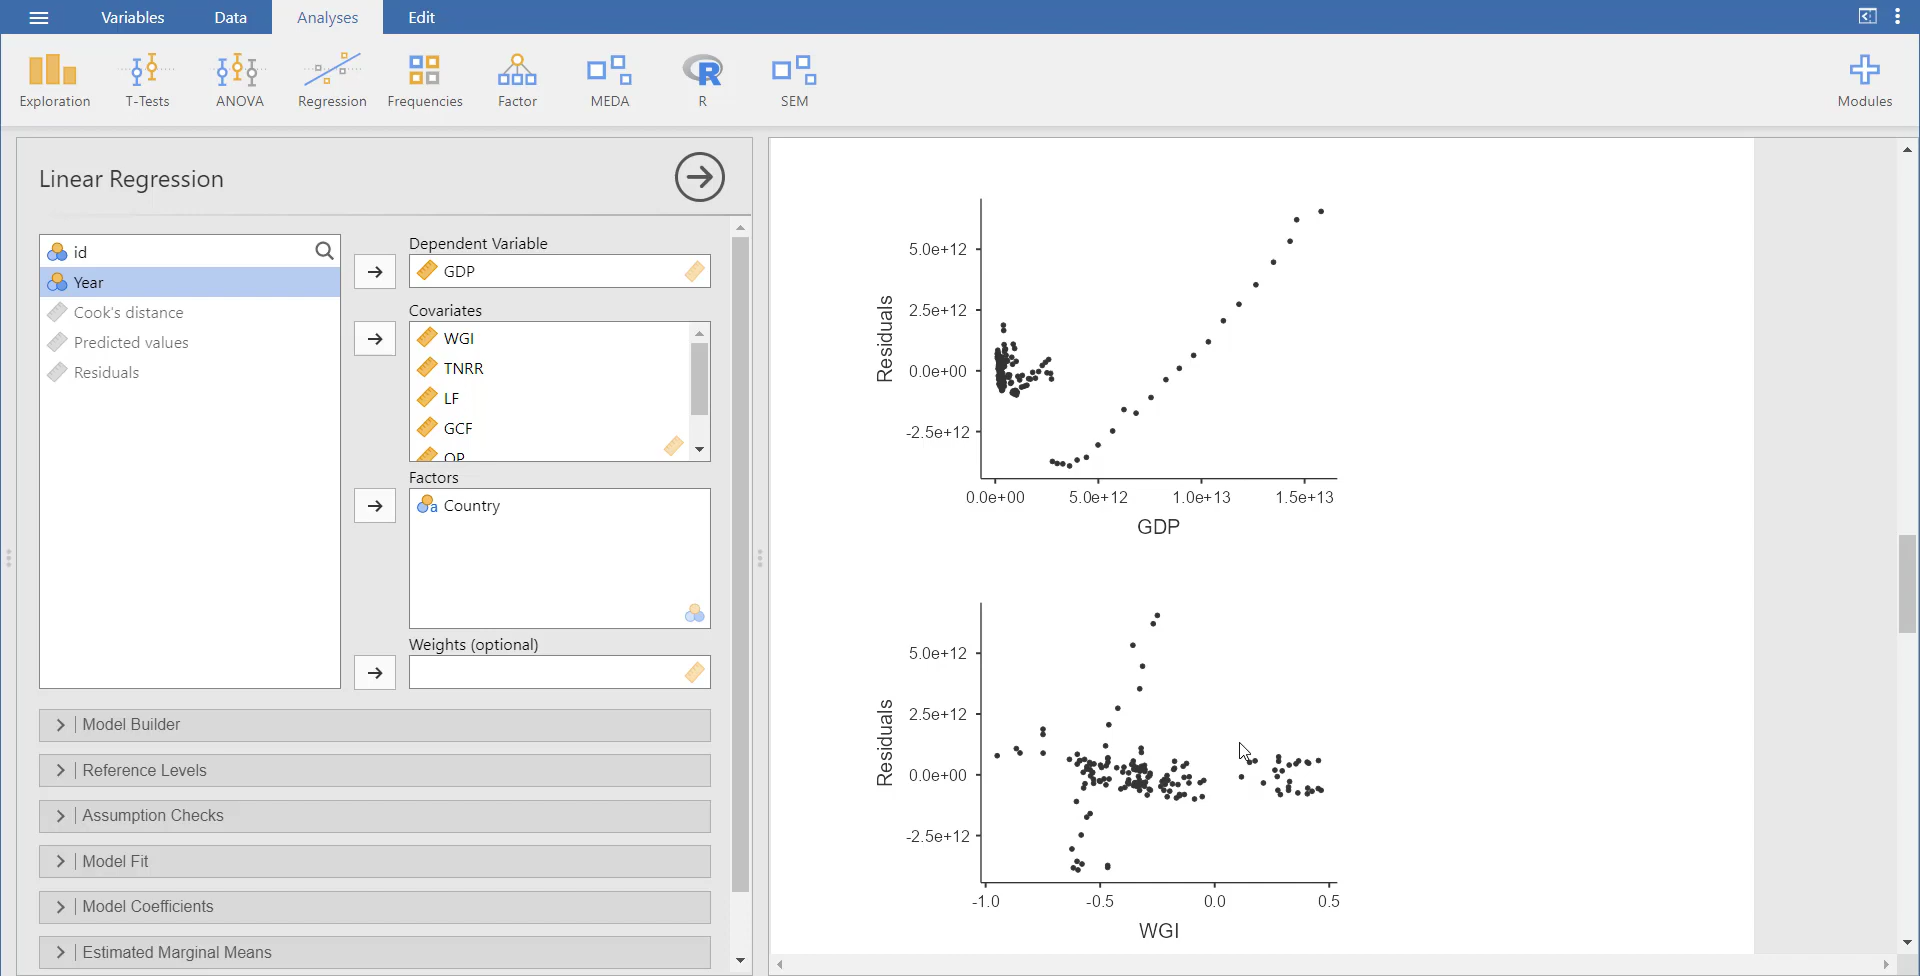 Variables Data Analyses Edit
Exploration T-Tests ANOVA Regression Frequencies Factor MEDA R SEM Modules
Linear Regression
id
Year
Cook's distance
Predicted values
Residuals
Dependent Variable
GDP
Covariates
WGI
TNRR
LF
GCF
OP
Factors
Country
Weights (optional)
Model Builder
Reference Levels
Assumption Checks
Model Fit
Model Coefficients
Estimated Marginal Means
Residuals
5.0e+12
2.5e+12
0.0e+00
-2.5e+12
0.0e+00 5.0e+12 1.0e+13 1.5e+13
GDP
Residuals
5.0e+12
2.5e+12
0.0e+00
-2.5e+12
-1.0 -0.5 0.0 0.5
WGI